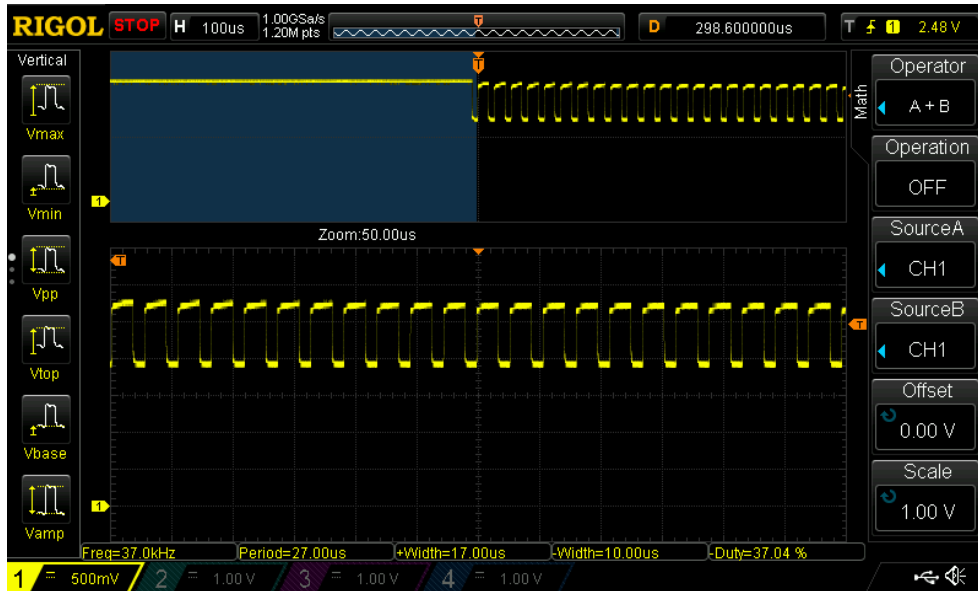 RIGOL STOP H 100us 1.00GSa/s 1.20M pts T D 298.600000us T 1 2.48 V
Vertical
Vmax
Vmin
Vpp
Vtop
Vbase
Vamp
T
1
Zoom:50.00us
T
T
1
Math
Operator
A + B
Operation
OFF
SourceA
CH1
SourceB
CH1
Offset
0.00 V
Scale
1.00 V
Freq=37.0kHz Period=27.00us +Width=17.00us -Width=10.00us -Duty=37.04 %
1 500mV 2 1.00 V 3 1.00 V 4 1.00 V